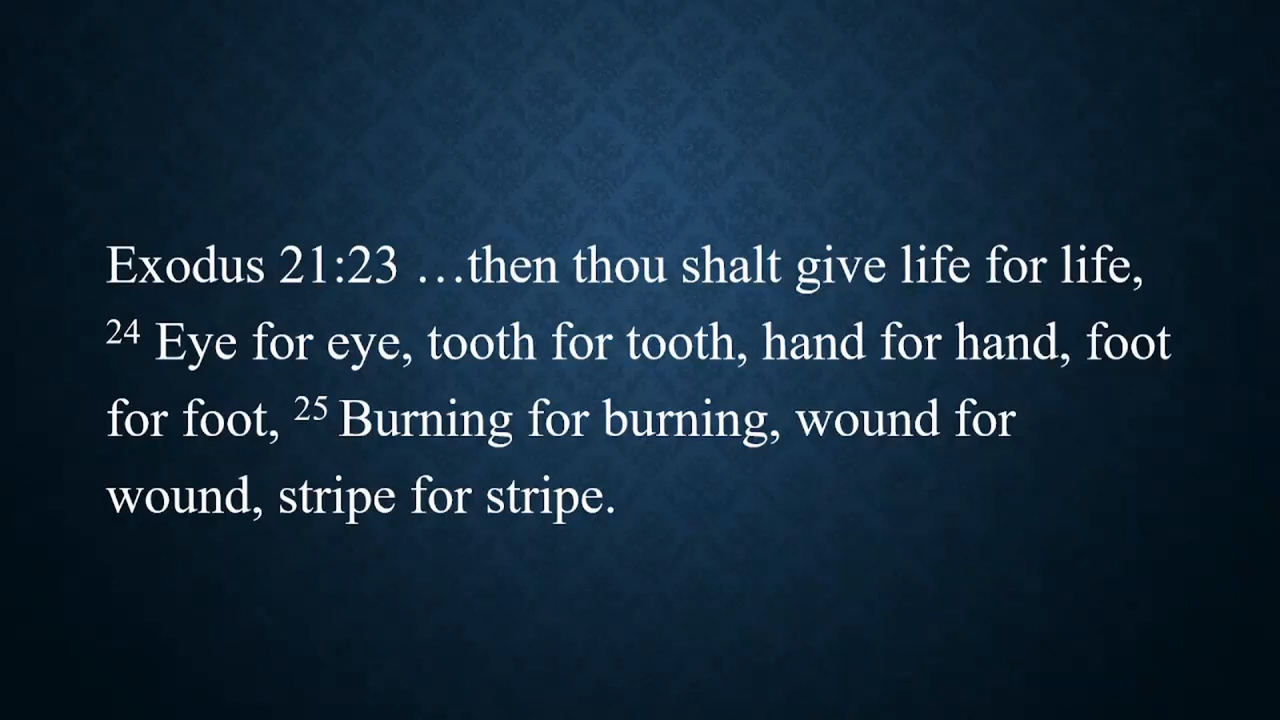 Exodus 21:23 …then thou shalt give life for life,
24 Eye for eye, tooth for tooth, hand for hand, foot
for foot, 25 Burning for burning, wound for
wound, stripe for stripe.